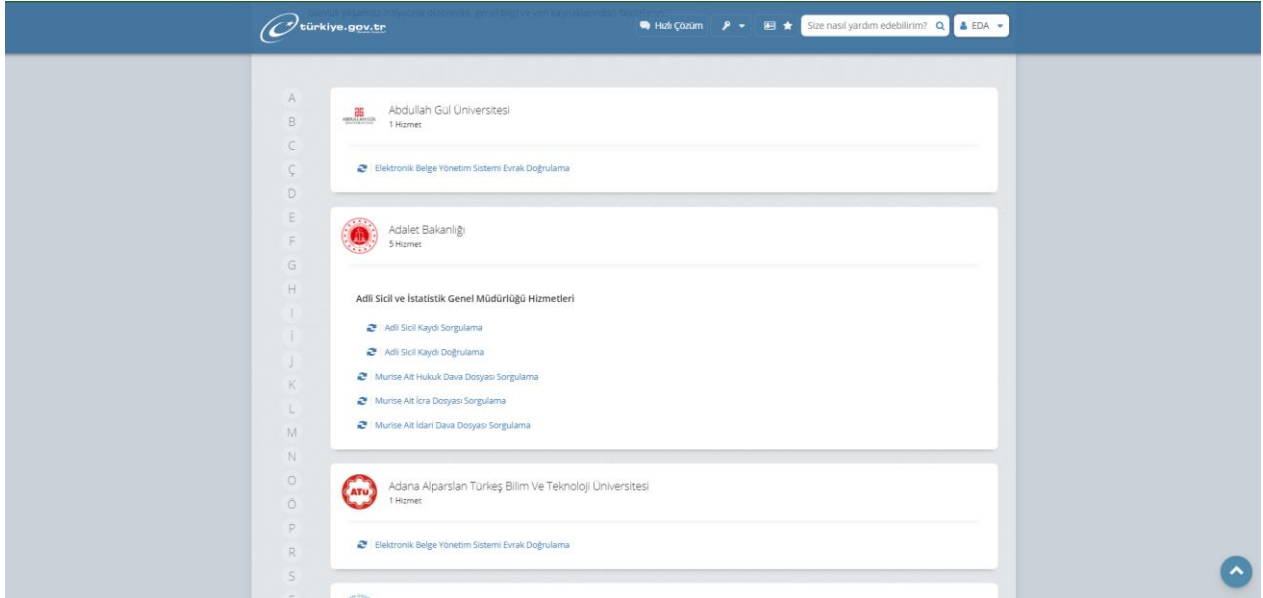 türkiye.gov.tr
Hızlı Çözüm
Size nasıl yardım edebilirim?
EDA
A
B
C
Ç
D
E
F
G
H
I
İ
J
K
L
M
N
O
Ö
P
R
S
Abdullah Gül Üniversitesi
1 Hizmet
Elektronik Belge Yönetim Sistemi Evrak Doğrulama
Adalet Bakanlığı
5 Hizmet
Adli Sicil ve İstatistik Genel Müdürlüğü Hizmetleri
Adli Sicil Kaydı Sorgulama
Adli Sicil Kaydı Doğrulama
Murise Ait Hukuk Dava Dosyası Sorgulama
Murise Ait İcra Dosyası Sorgulama
Murise Ait İdari Dava Dosyası Sorgulama
ATU
Adana Alparslan Türkeş Bilim Ve Teknoloji Üniversitesi
1 Hizmet
Elektronik Belge Yönetim Sistemi Evrak Doğrulama